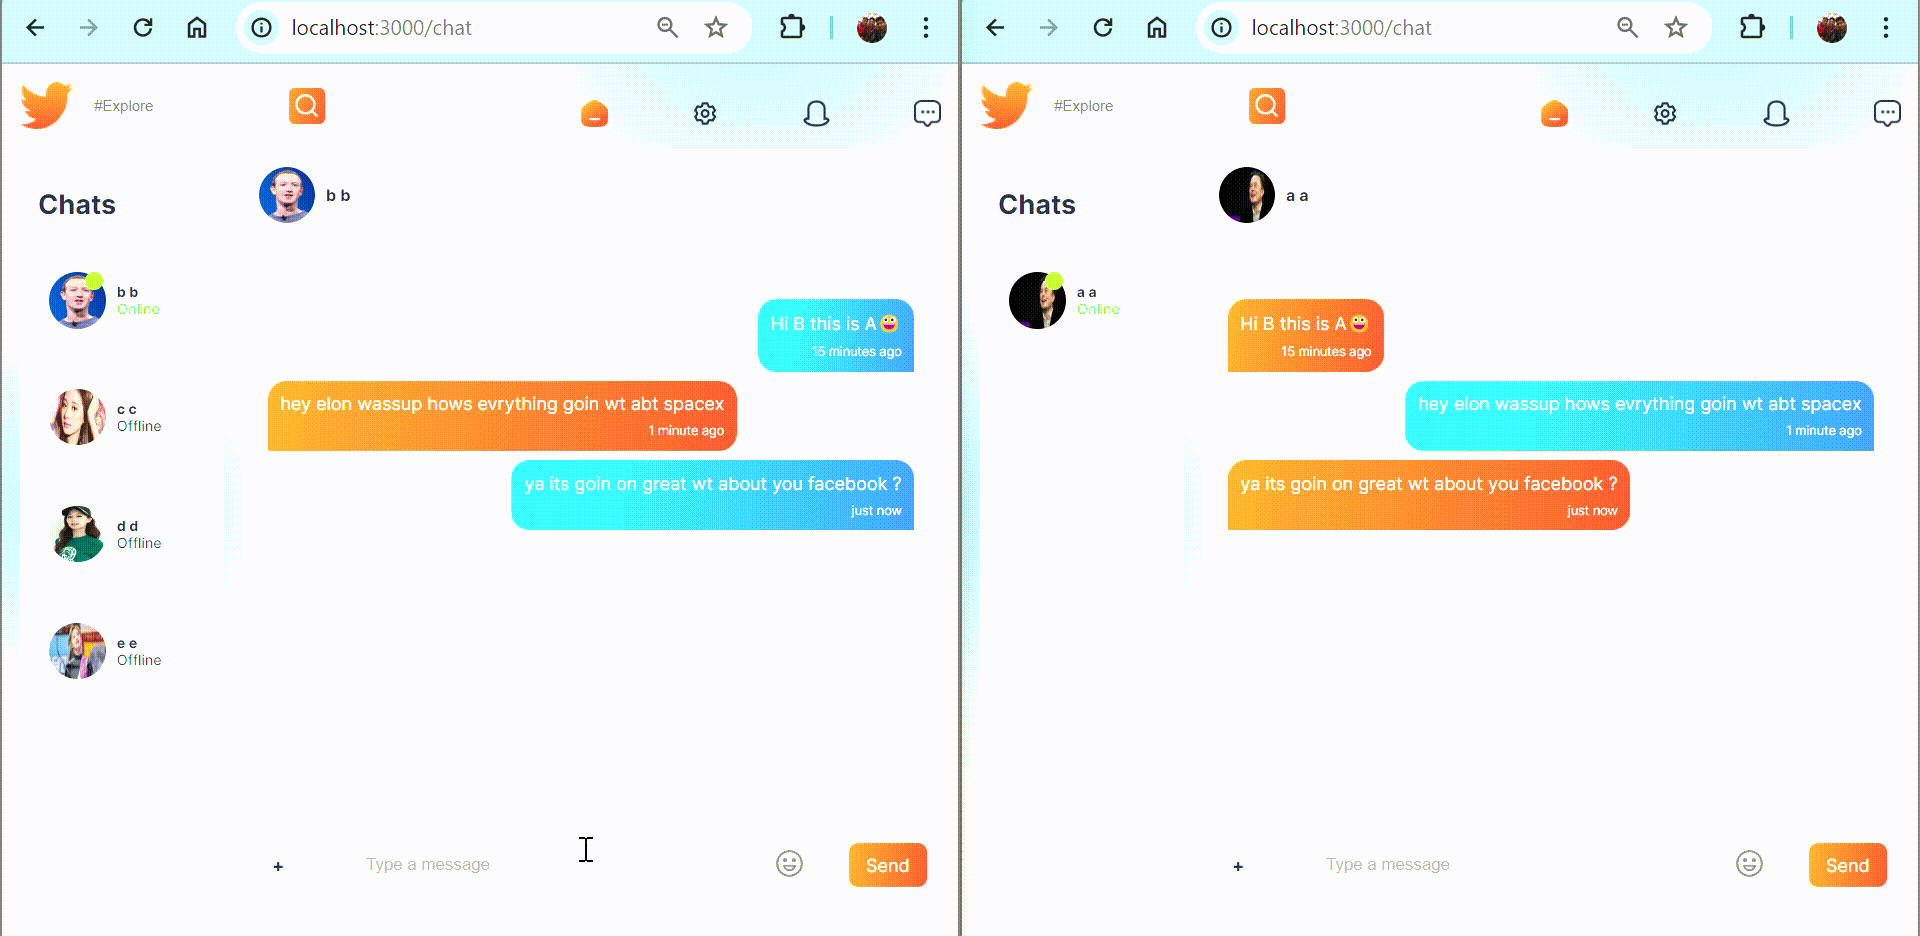 localhost:3000/chat
#Explore
b b
Chats
b b
Online
c c
Offline
d d
Offline
e e
Offline
Hi B this is A😀
15 minutes ago
hey elon wassup hows evrything goin wt abt spacex
1 minute ago
ya its goin on great wt about you facebook ?
just now
+
Type a message
Send
localhost:3000/chat
#Explore
a a
Chats
a a
Online
Hi B this is A😀
15 minutes ago
hey elon wassup hows evrything goin wt abt spacex
1 minute ago
ya its goin on great wt about you facebook ?
just now
+
Type a message
Send